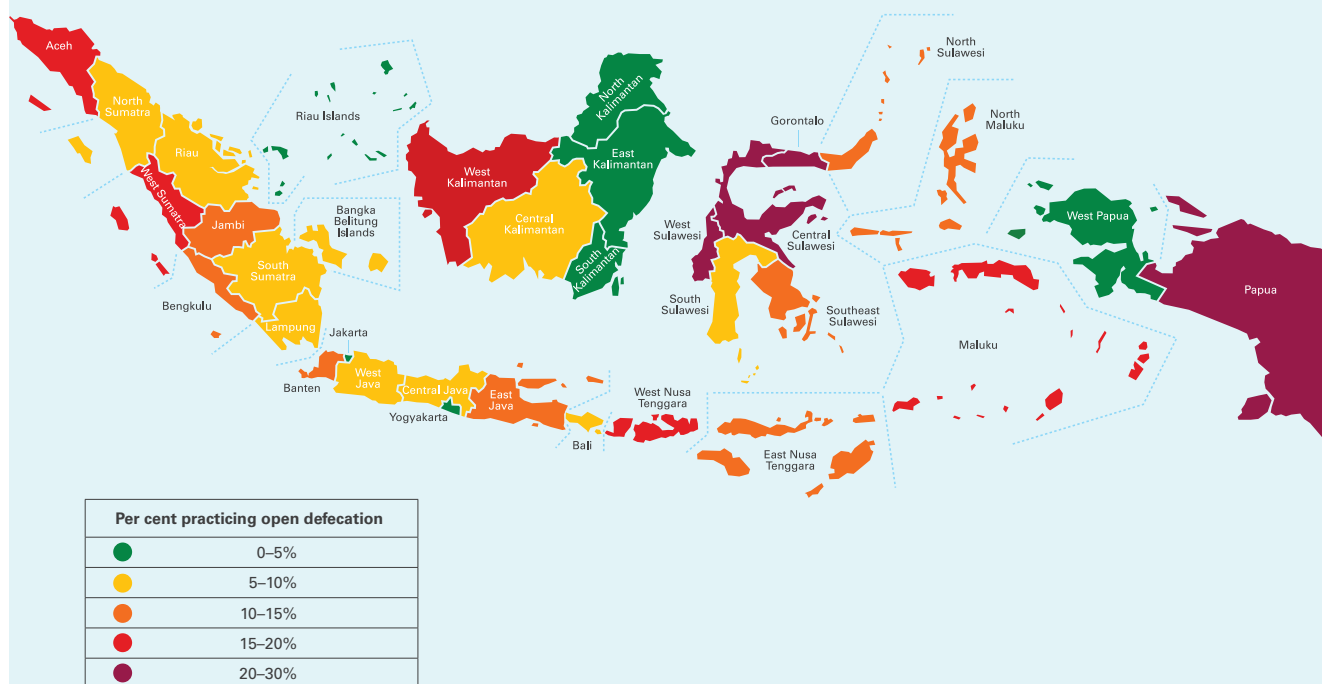 Aceh
North
Sumatra
Riau
Riau Islands
West Sumatra
Jambi
Bangka
Belitung
Islands
South
Sumatra
Bengkulu
Lampung
Jakarta
Banten
West
Java
Central Java
Yogyakarta
East
Java
Bali
West Nusa
Tenggara
East Nusa
Tenggara
West
Kalimantan
Central
Kalimantan
North
Kalimantan
East
Kalimantan
South
Kalimantan
Gorontalo
North
Sulawesi
West
Sulawesi
Central
Sulawesi
South
Sulawesi
Southeast
Sulawesi
North
Maluku
Maluku
West Papua
Papua
Per cent practicing open defecation
0–5%
5–10%
10–15%
15–20%
20–30%